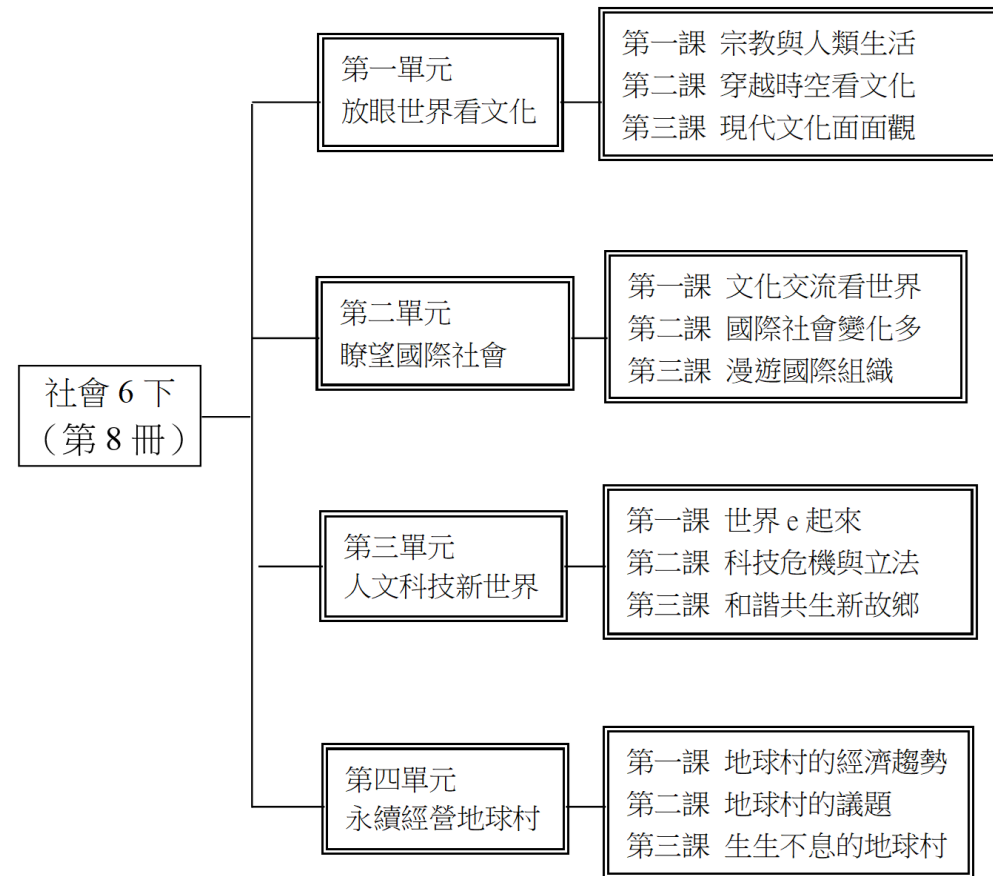 社會 6 下
（第 8 冊）
第一單元
放眼世界看文化
第一課 宗教與人類生活
第二課 穿越時空看文化
第三課 現代文化面面觀
第二單元
瞭望國際社會
第一課 文化交流看世界
第二課 國際社會變化多
第三課 漫遊國際組織
第三單元
人文科技新世界
第一課 世界 e 起來
第二課 科技危機與立法
第三課 和諧共生新故鄉
第四單元
永續經營地球村
第一課 地球村的經濟趨勢
第二課 地球村的議題
第三課 生生不息的地球村